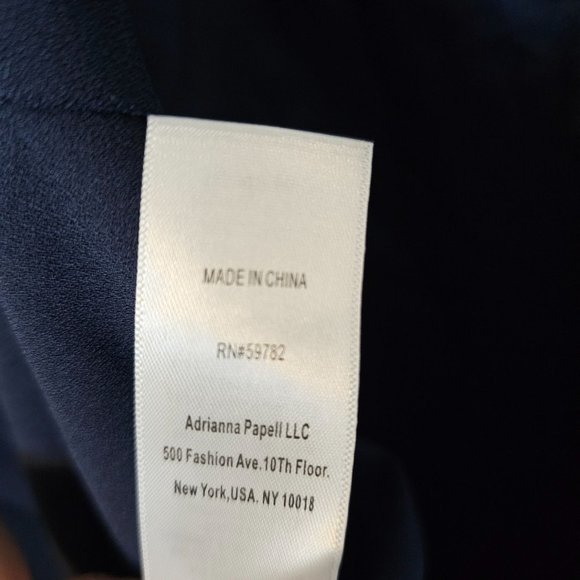 MADE IN CHINA
RN#59782
Adrianna Papell LLC
500 Fashion Ave.10Th Floor.
New York,USA. NY 10018